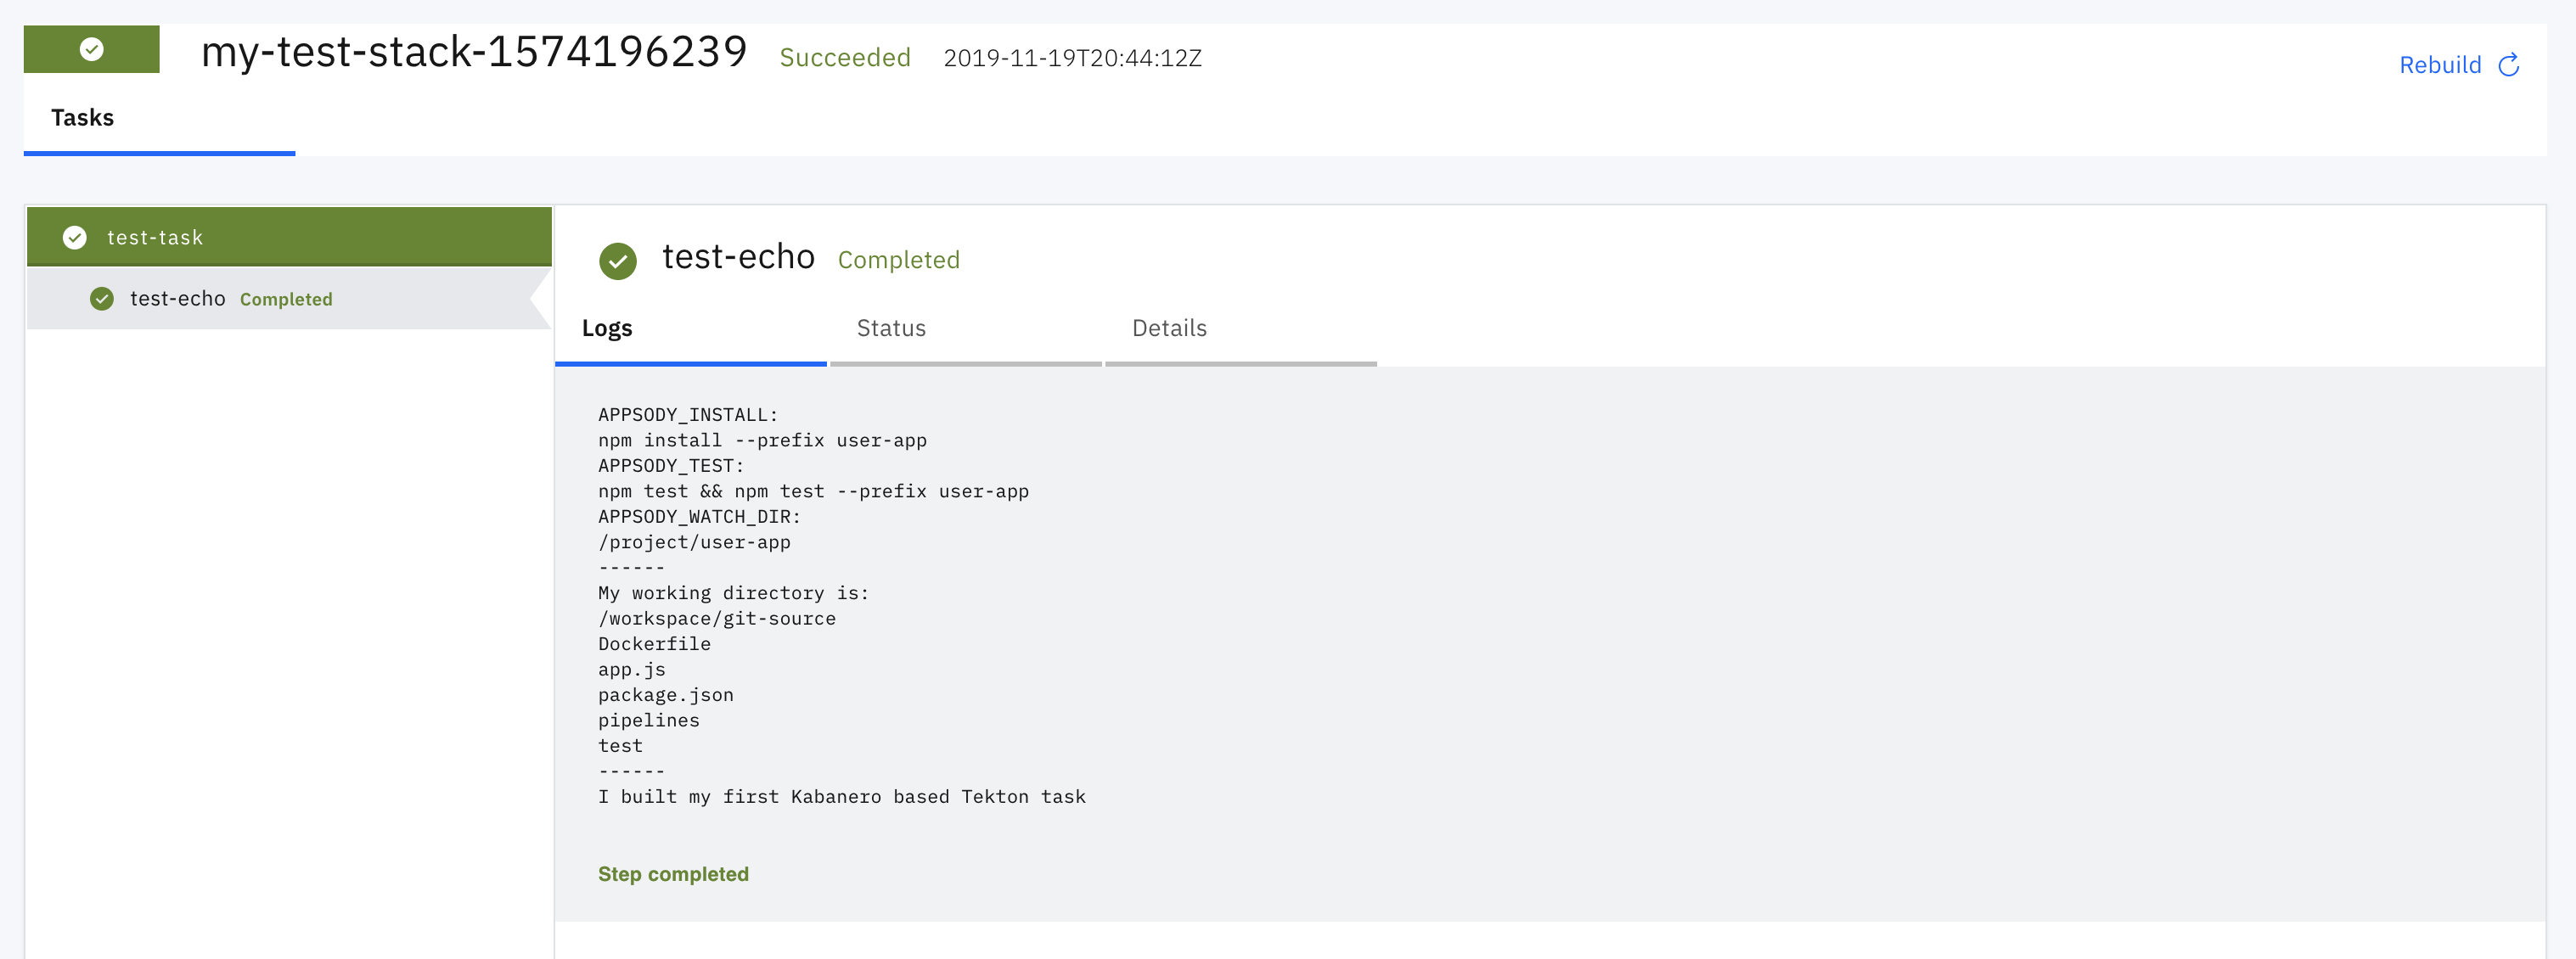 my-test-stack-1574196239 Succeeded 2019-11-19T20:44:12Z
Rebuild
Tasks
test-task
test-echo Completed
test-echo Completed
Logs Status Details
APPSODY_INSTALL:
npm install --prefix user-app
APPSODY_TEST:
npm test && npm test --prefix user-app
APPSODY_WATCH_DIR:
/project/user-app
------
My working directory is:
/workspace/git-source
Dockerfile
app.js
package.json
pipelines
test
------
I built my first Kabanero based Tekton task
Step completed